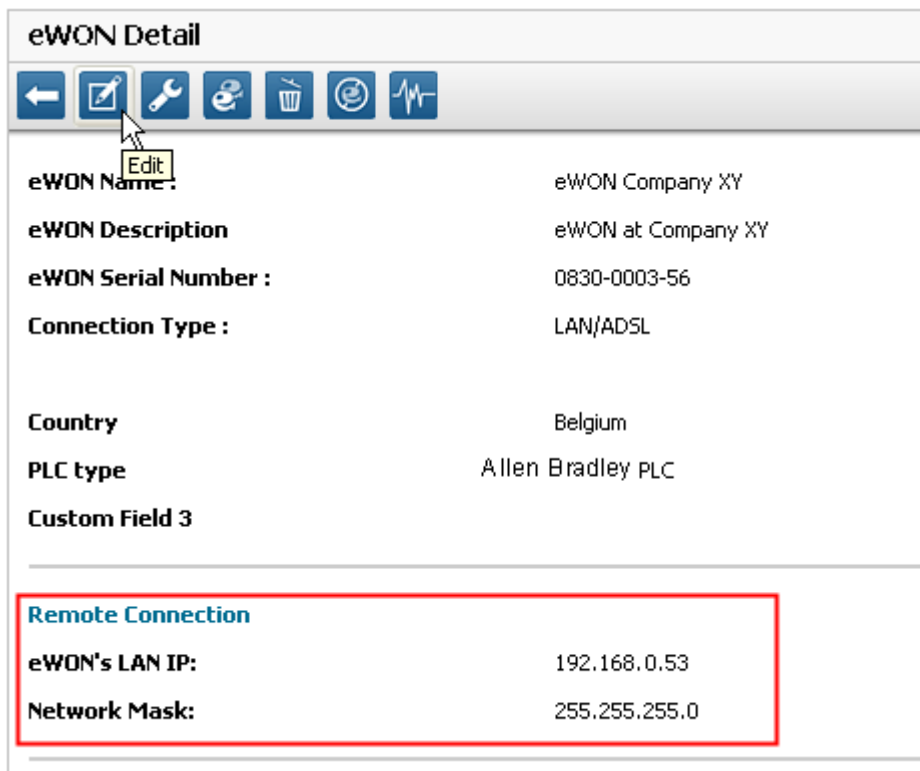 eWON Detail
Edit
eWON Name : eWON Company XY
eWON Description eWON at Company XY
eWON Serial Number : 0830-0003-56
Connection Type : LAN/ADSL
Country Belgium
PLC type Allen Bradley PLC
Custom Field 3
Remote Connection
eWON's LAN IP: 192.168.0.53
Network Mask: 255.255.255.0